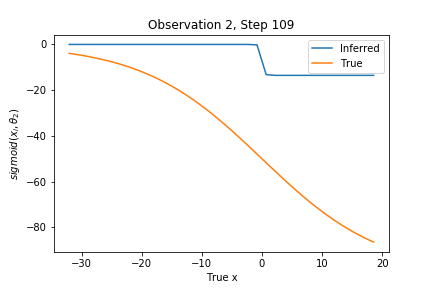 Observation 2, Step 109
Inferred
True
0
−20
−40
−60
−80
sigmoid(xᵢ, θ₂)
−30
−20
−10
0
10
20
True x